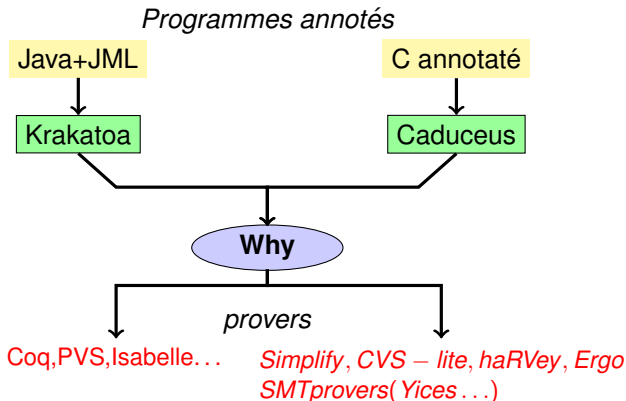 Programmes annotés
Java+JML
C annotaté
Krakatoa
Caduceus
Why
provers
Coq,PVS,Isabelle...
Simplify, CVS – lite, haRVey, Ergo
SMTprovers(Yices...)